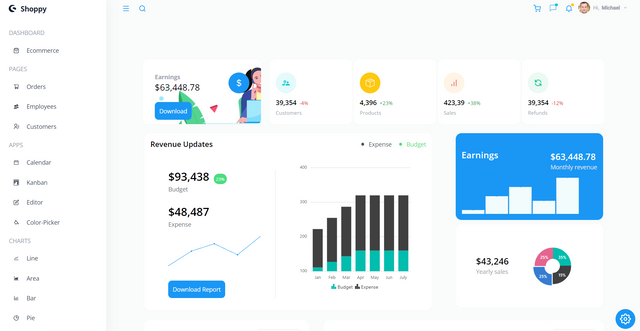 Shoppy
Hi, Michael
DASHBOARD
Ecommerce
PAGES
Orders
Employees
Customers
APPS
Calendar
Kanban
Editor
Color-Picker
CHARTS
Line
Area
Bar
Pie
Earnings
$63,448.78
$
Download
39,354 -4%
Customers
4,396 +23%
Products
423,39 +38%
Sales
39,354 -12%
Refunds
Revenue Updates
Expense
Budget
$93,438 23%
Budget
$48,487
Expense
Download Report
400
300
200
100
Jan Feb Mar Apr May Jun July
Budget Expense
Earnings
$63,448.78
Monthly revenue
$43,246
Yearly sales
25% 35%
25% 15%